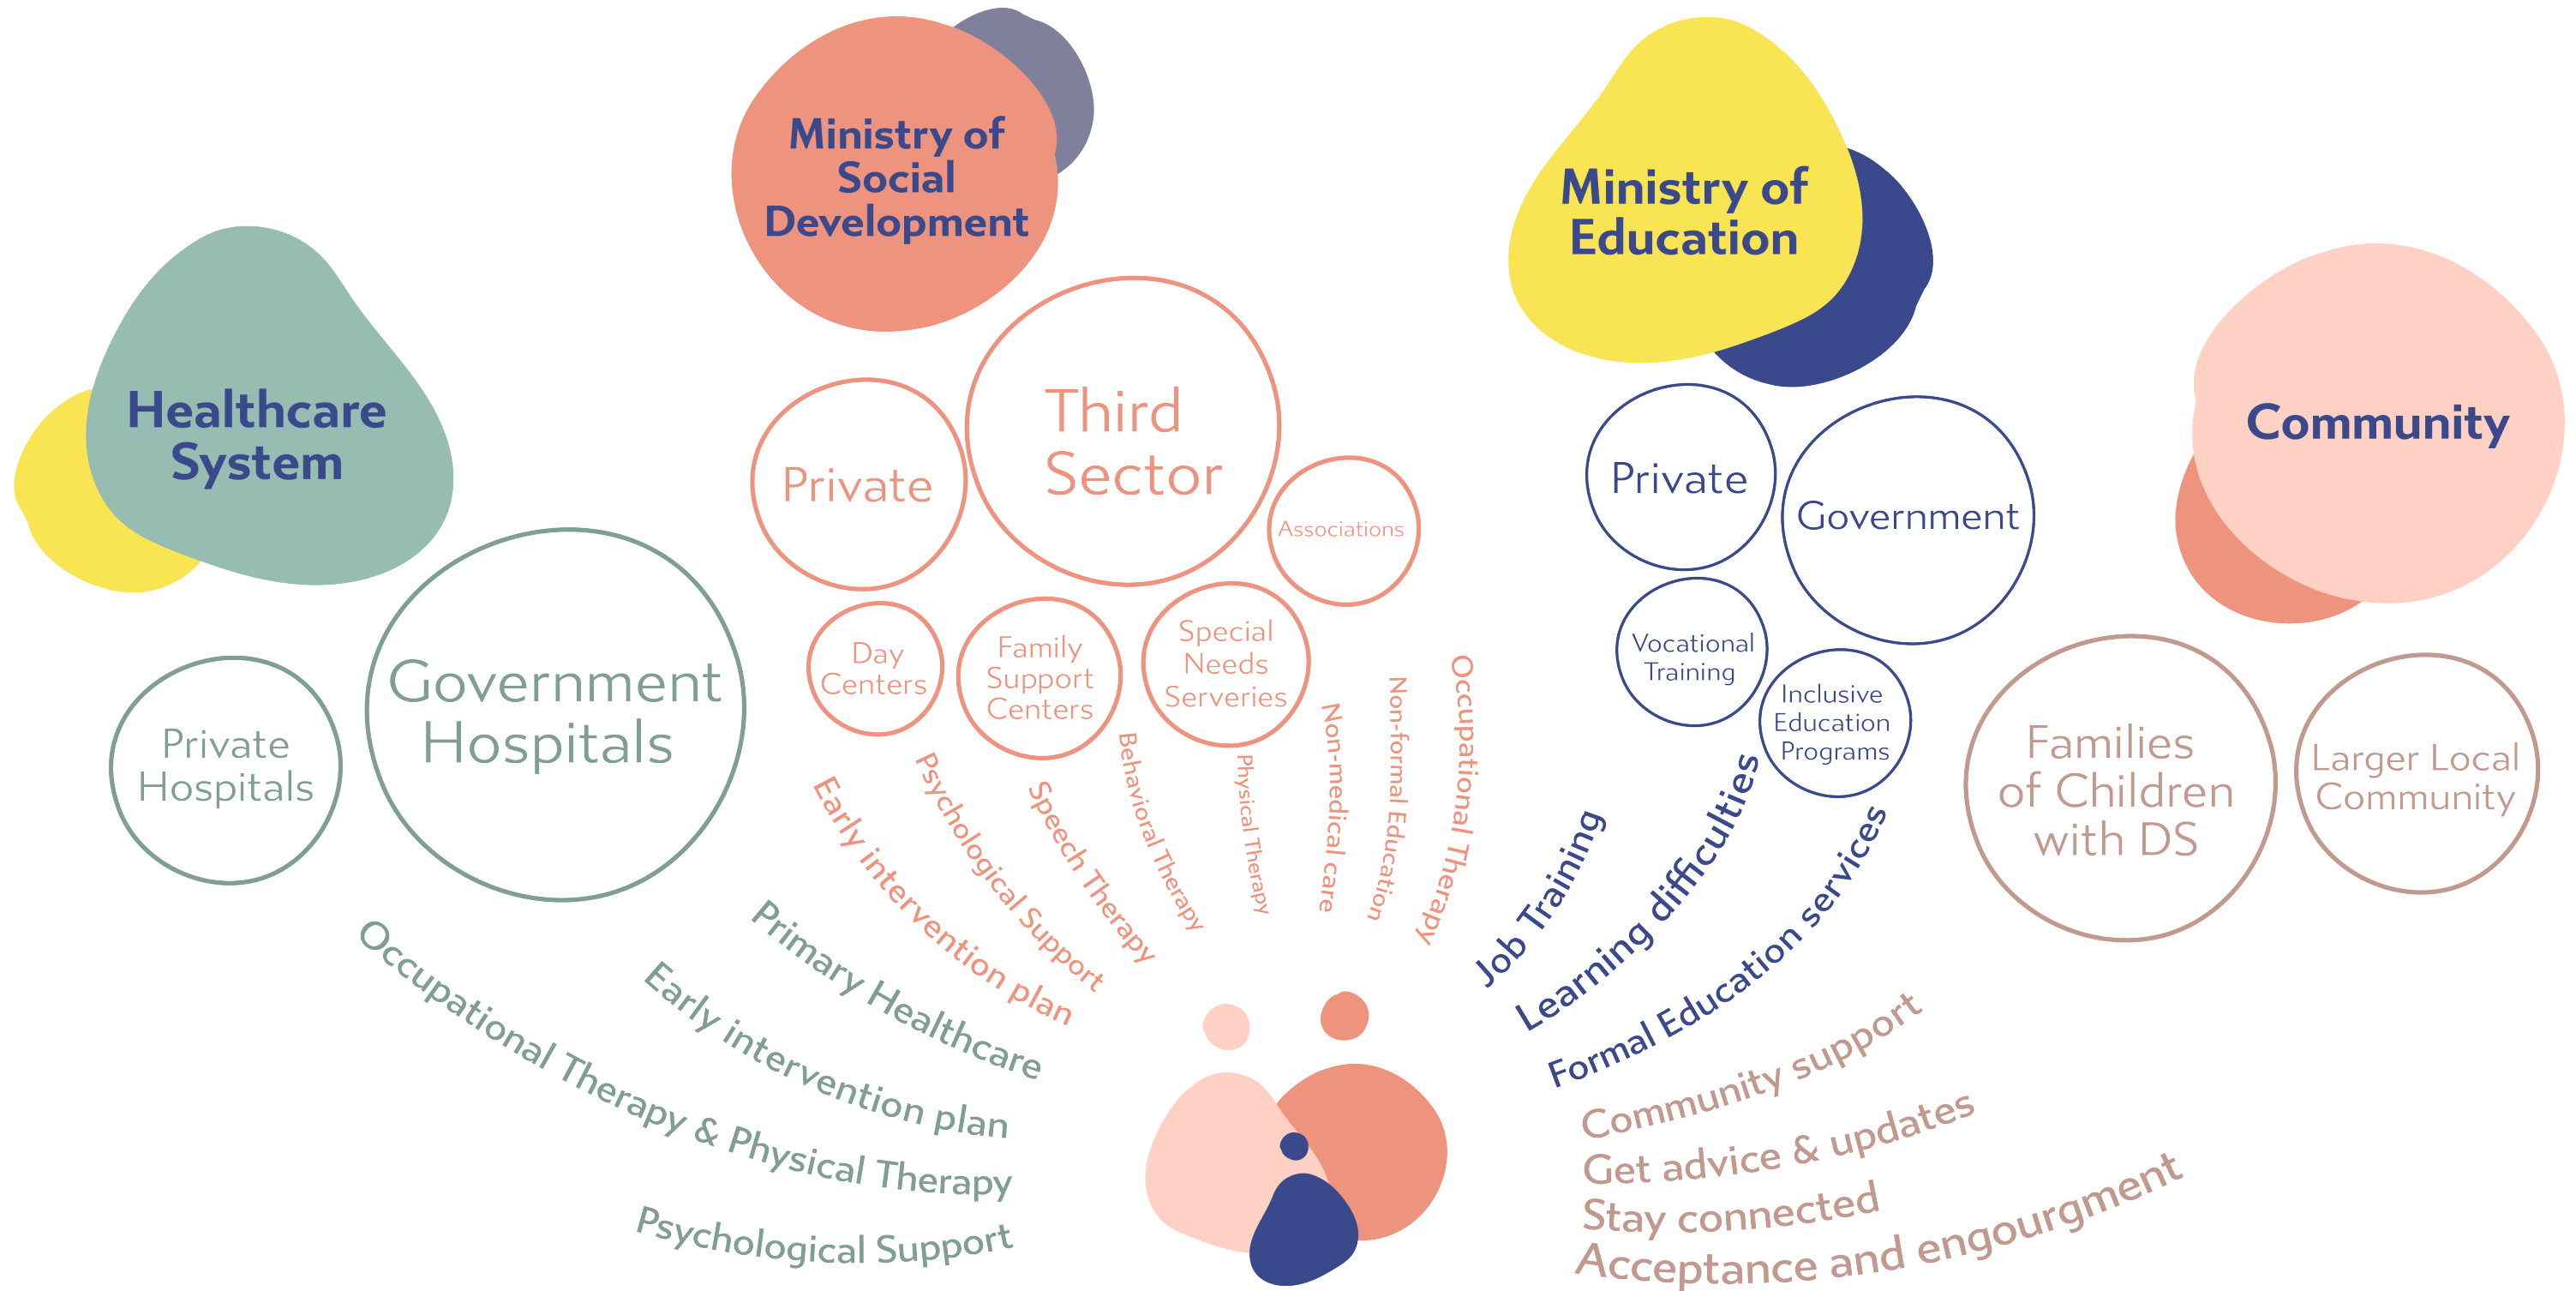 Healthcare
System
Private
Hospitals
Government
Hospitals
Occupational Therapy & Physical Therapy
Early intervention plan
Primary Healthcare
Psychological Support
Ministry of
Social
Development
Private
Third
Sector
Associations
Day
Centers
Family
Support
Centers
Special
Needs
Serveries
Early intervention plan
Psychological Support
Speech Therapy
Behavioral Therapy
Physical Therapy
Non-medical care
Non-formal Education
Occupational Therapy
Ministry of
Education
Private
Government
Vocational
Training
Inclusive
Education
Programs
Job Training
Learning difficulties
Formal Education services
Community
Families
of Children
with DS
Larger Local
Community
Community support
Get advice & updates
Stay connected
Acceptance and engourgment